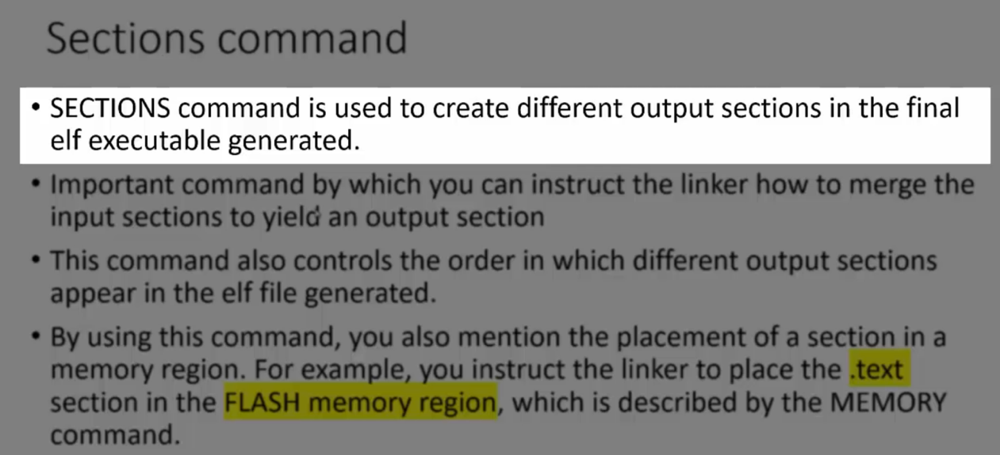 Sections command
• SECTIONS command is used to create different output sections in the final
elf executable generated.
• Important command by which you can instruct the linker how to merge the
input sections to yield an output section
• This command also controls the order in which different output sections
appear in the elf file generated.
• By using this command, you also mention the placement of a section in a
memory region. For example, you instruct the linker to place the .text
section in the FLASH memory region, which is described by the MEMORY
command.